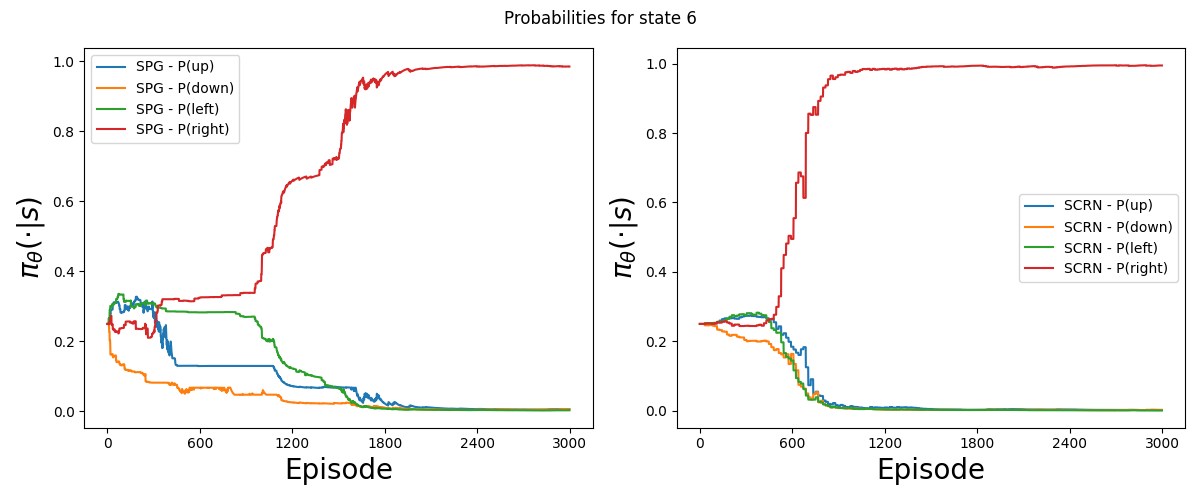 Probabilities for state 6
1.0
0.8
0.6
0.4
0.2
0.0
π_θ(·|s)
SPG - P(up)
SPG - P(down)
SPG - P(left)
SPG - P(right)
0 600 1200 1800 2400 3000
Episode
1.0
0.8
0.6
0.4
0.2
0.0
π_θ(·|s)
SCRN - P(up)
SCRN - P(down)
SCRN - P(left)
SCRN - P(right)
0 600 1200 1800 2400 3000
Episode